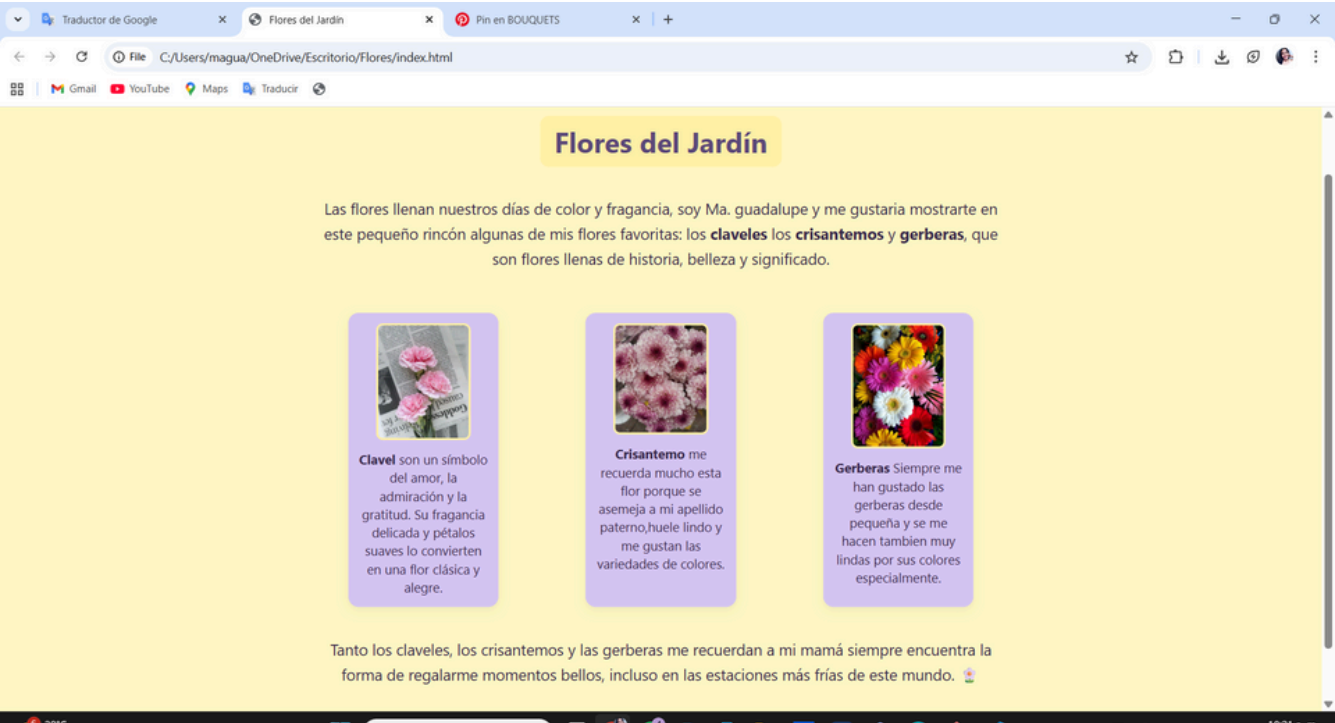 Traductor de Google
Flores del Jardín
Pin en BOUQUETS
File C:/Users/magua/OneDrive/Escritorio/Flores/index.html
Gmail YouTube Maps Traducir
Flores del Jardín
Las flores llenan nuestros días de color y fragancia, soy Ma. guadalupe y me gustaria mostrarte en
este pequeño rincón algunas de mis flores favoritas: los claveles los crisantemos y gerberas, que
son flores llenas de historia, belleza y significado.
Clavel son un símbolo
del amor, la
admiración y la
gratitud. Su fragancia
delicada y pétalos
suaves lo convierten
en una flor clásica y
alegre.
Crisantemo me
recuerda mucho esta
flor porque se
asemeja a mi apellido
paterno,huele lindo y
me gustan las
variedades de colores.
Gerberas Siempre me
han gustado las
gerberas desde
pequeña y se me
hacen tambien muy
lindas por sus colores
especialmente.
Tanto los claveles, los crisantemos y las gerberas me recuerdan a mi mamá siempre encuentra la
forma de regalarme momentos bellos, incluso en las estaciones más frías de este mundo.